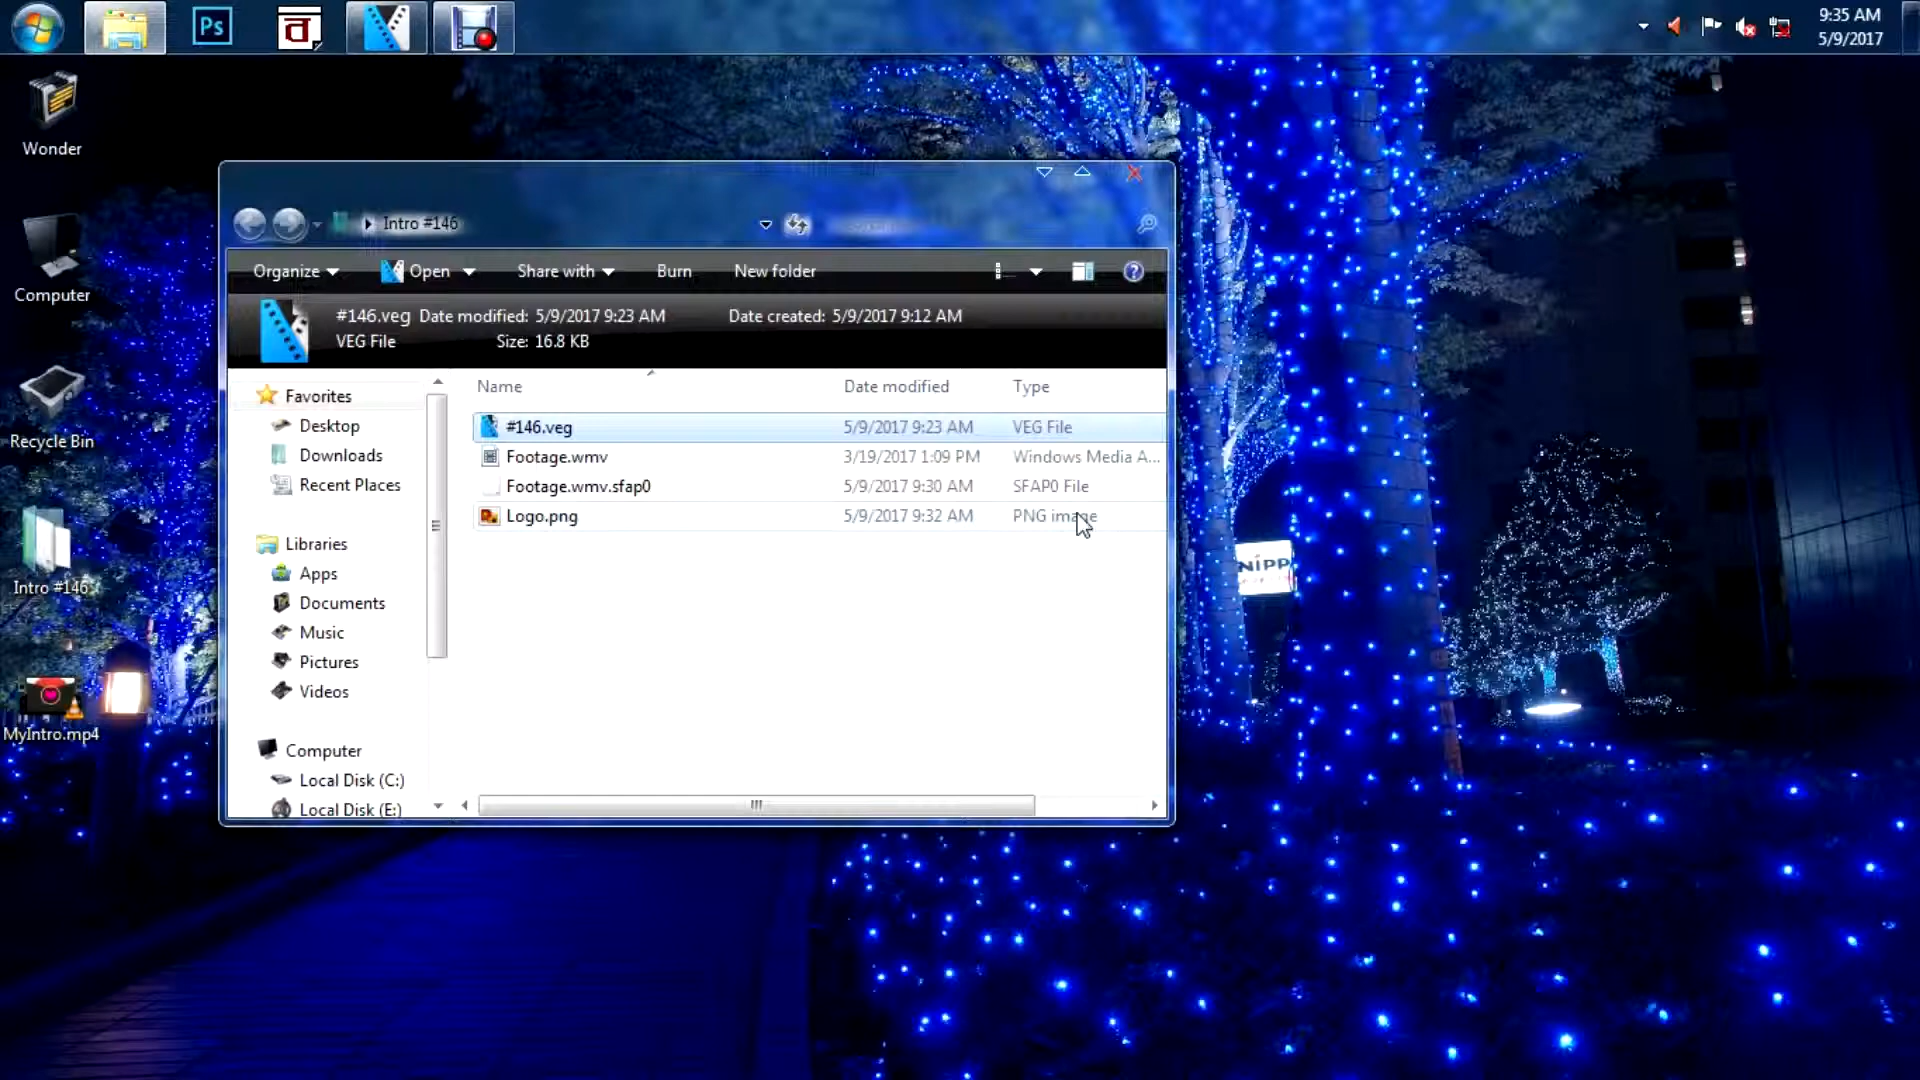 Ps
a
9:35 AM
5/9/2017
Wonder
Computer
Recycle Bin
Intro #146
MyIntro.mp4
Intro #146
Organize
Open
Share with
Burn
New folder
#146.veg Date modified: 5/9/2017 9:23 AM Date created: 5/9/2017 9:12 AM
VEG File Size: 16.8 KB
Favorites
Desktop
Downloads
Recent Places
Libraries
Apps
Documents
Music
Pictures
Videos
Computer
Local Disk (C:)
Local Disk (E:)
Name Date modified Type
#146.veg 5/9/2017 9:23 AM VEG File
Footage.wmv 3/19/2017 1:09 PM Windows Media A...
Footage.wmv.sfap0 5/9/2017 9:30 AM SFAP0 File
Logo.png 5/9/2017 9:32 AM PNG image
NIPP